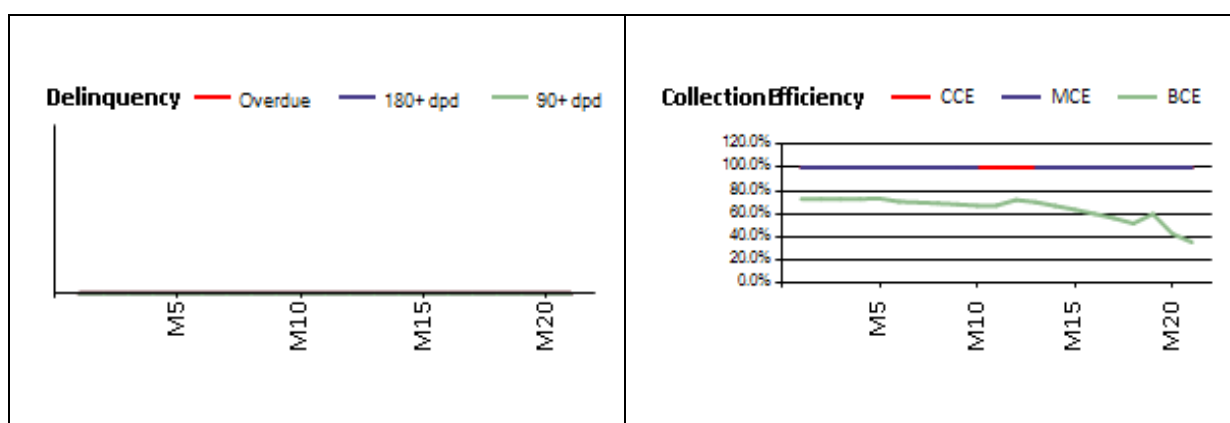 Delinquency Overdue 180+ dpd 90+ dpd
M5 M10 M15 M20
CollectionEfficiency CCE MCE BCE
120.0%
100.0%
80.0%
60.0%
40.0%
20.0%
0.0%
M5 M10 M15 M20